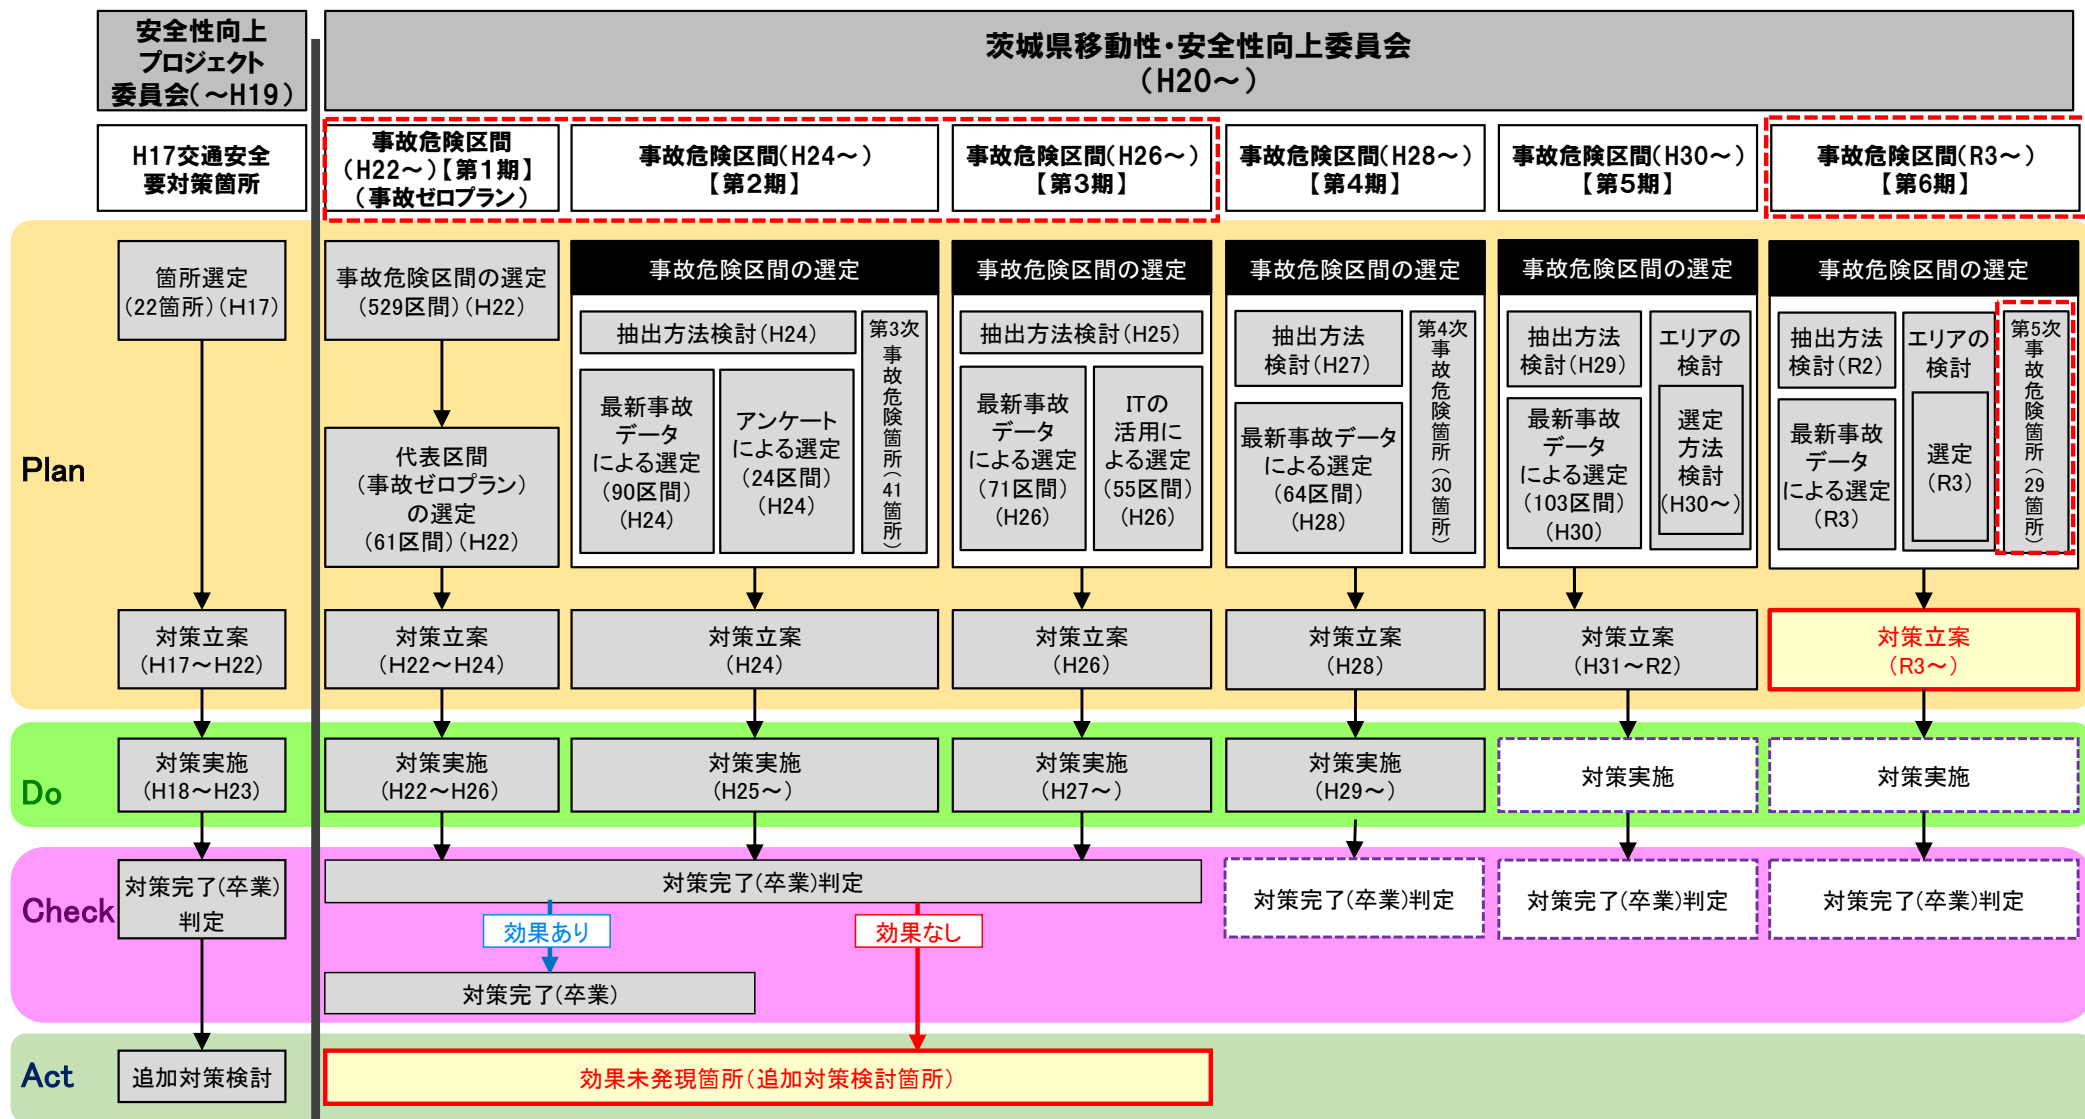 安全性向上
プロジェクト
委員会(～H19)
茨城県移動性・安全性向上委員会
(H20～)
H17交通安全
要対策箇所
事故危険区間
(H22～)【第1期】
(事故ゼロプラン)
事故危険区間(H24～)
【第2期】
事故危険区間(H26～)
【第3期】
事故危険区間(H28～)
【第4期】
事故危険区間(H30～)
【第5期】
事故危険区間(R3～)
【第6期】
Plan
箇所選定
(22箇所)(H17)
事故危険区間の選定
(529区間)(H22)
代表区間
(事故ゼロプラン)
の選定
(61区間)(H22)
事故危険区間の選定
抽出方法検討(H24)
最新事故
データ
による選定
(90区間)
(H24)
アンケート
による選定
(24区間)
(H24)
第3次
事故危険箇所(41箇所)
事故危険区間の選定
抽出方法検討(H25)
最新事故
データ
による選定
(71区間)
(H26)
ITの
活用に
よる選定
(55区間)
(H26)
事故危険区間の選定
抽出方法
検討(H27)
最新事故データ
による選定
(64区間)
(H28)
第4次
事故危険箇所(30箇所)
事故危険区間の選定
抽出方法
検討(H29)
最新事故
データ
による選定
(103区間)
(H30)
エリアの
検討
選定
方法
検討
(H30～)
事故危険区間の選定
抽出方法
検討(R2)
最新事故
データ
による選定
(R3)
エリアの
検討
選定
(R3)
第5次
事故危険箇所(29箇所)
対策立案
(H17～H22)
対策立案
(H22～H24)
対策立案
(H24)
対策立案
(H26)
対策立案
(H28)
対策立案
(H31～R2)
対策立案
(R3～)
Do
対策実施
(H18～H23)
対策実施
(H22～H26)
対策実施
(H25～)
対策実施
(H27～)
対策実施
(H29～)
対策実施
対策実施
Check
対策完了(卒業)
判定
対策完了(卒業)判定
対策完了(卒業)判定
対策完了(卒業)判定
対策完了(卒業)判定
効果あり
効果なし
対策完了(卒業)
Act
追加対策検討
効果未発現箇所(追加対策検討箇所)